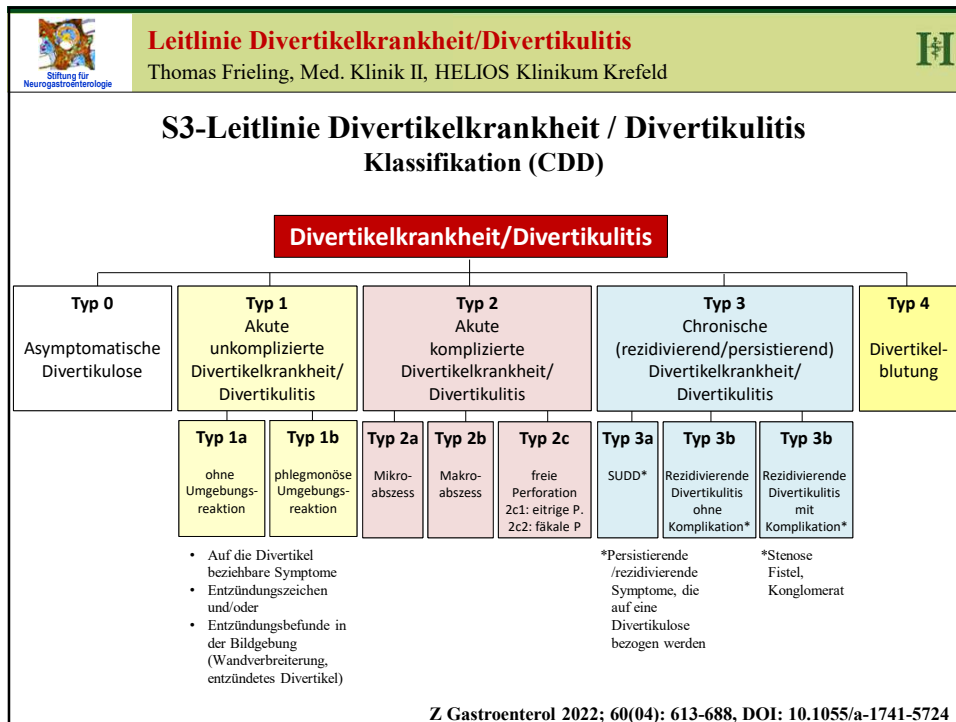 Stiftung für
Neurogastroenterologie
Leitlinie Divertikelkrankheit/Divertikulitis
Thomas Frieling, Med. Klinik II, HELIOS Klinikum Krefeld
H
S3-Leitlinie Divertikelkrankheit / Divertikulitis
Klassifikation (CDD)
Divertikelkrankheit/Divertikulitis
Typ 0
Asymptomatische
Divertikulose
Typ 1
Akute
unkomplizierte
Divertikelkrankheit/
Divertikulitis
Typ 2
Akute
komplizierte
Divertikelkrankheit/
Divertikulitis
Typ 3
Chronische
(rezidivierend/persistierend)
Divertikelkrankheit/
Divertikulitis
Typ 4
Divertikel-
blutung
Typ 1a
ohne
Umgebungs-
reaktion
Typ 1b
phlegmonöse
Umgebungs-
reaktion
Typ 2a
Mikro-
abszess
Typ 2b
Makro-
abszess
Typ 2c
freie
Perforation
2c1: eitrige P.
2c2: fäkale P
Typ 3a
SUDD*
Typ 3b
Rezidivierende
Divertikulitis
ohne
Komplikation*
Typ 3b
Rezidivierende
Divertikulitis
mit
Komplikation*
• Auf die Divertikel
beziehbare Symptome
• Entzündungszeichen
und/oder
• Entzündungsbefunde in
der Bildgebung
(Wandverbreiterung,
entzündetes Divertikel)
*Persistierende
/rezidivierende
Symptome, die
auf eine
Divertikulose
bezogen werden
*Stenose
Fistel,
Konglomerat
Z Gastroenterol 2022; 60(04): 613-688, DOI: 10.1055/a-1741-5724